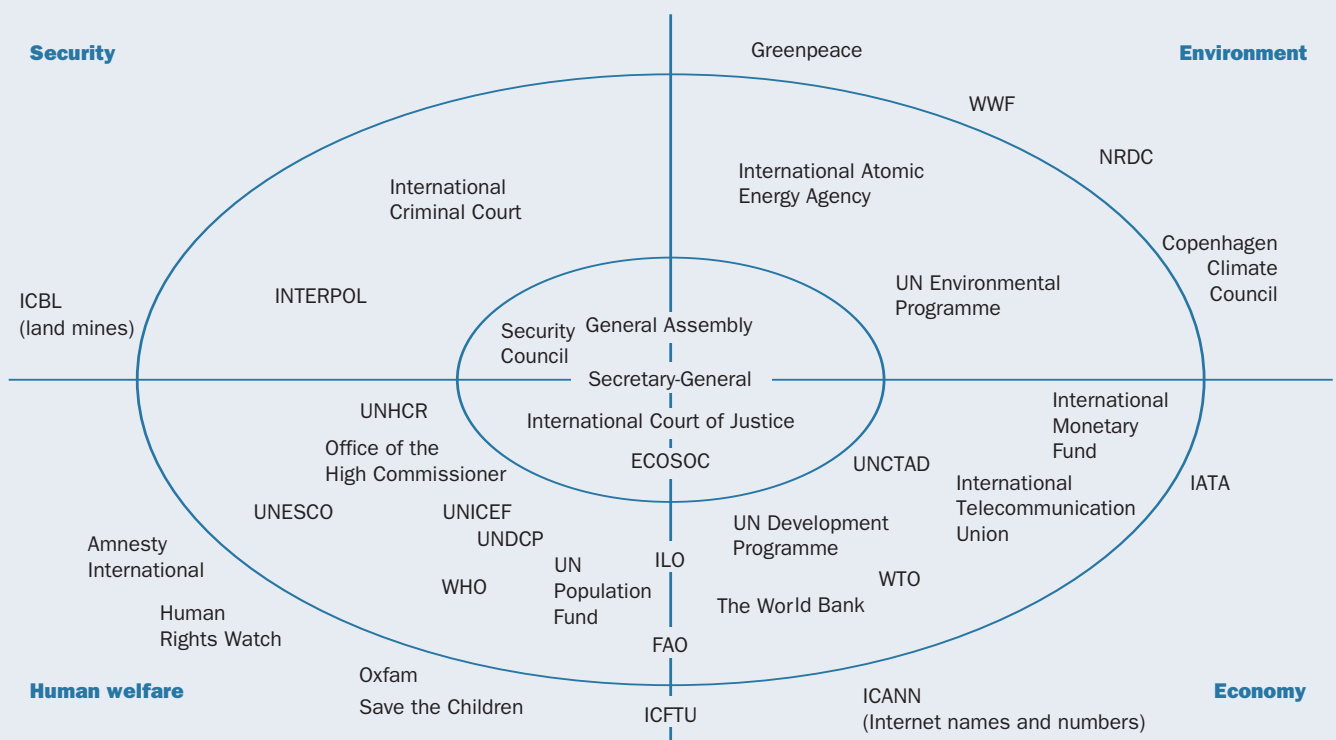 Security
Greenpeace
Environment
WWF
NRDC
International
Criminal Court
International Atomic
Energy Agency
Copenhagen
Climate
Council
ICBL
(land mines)
INTERPOL
UN Environmental
Programme
Security
Council
General Assembly
Secretary-General
UNHCR
International Court of Justice
International
Monetary
Fund
Office of the
High Commissioner
ECOSOC
UNCTAD
International
Telecommunication
Union
IATA
UNESCO
UNICEF
UNDCP
UN Development
Programme
Amnesty
International
WHO
UN
Population
Fund
ILO
WTO
The World Bank
Human
Rights Watch
FAO
Oxfam
Save the Children
Human welfare
ICFTU
ICANN
(Internet names and numbers)
Economy